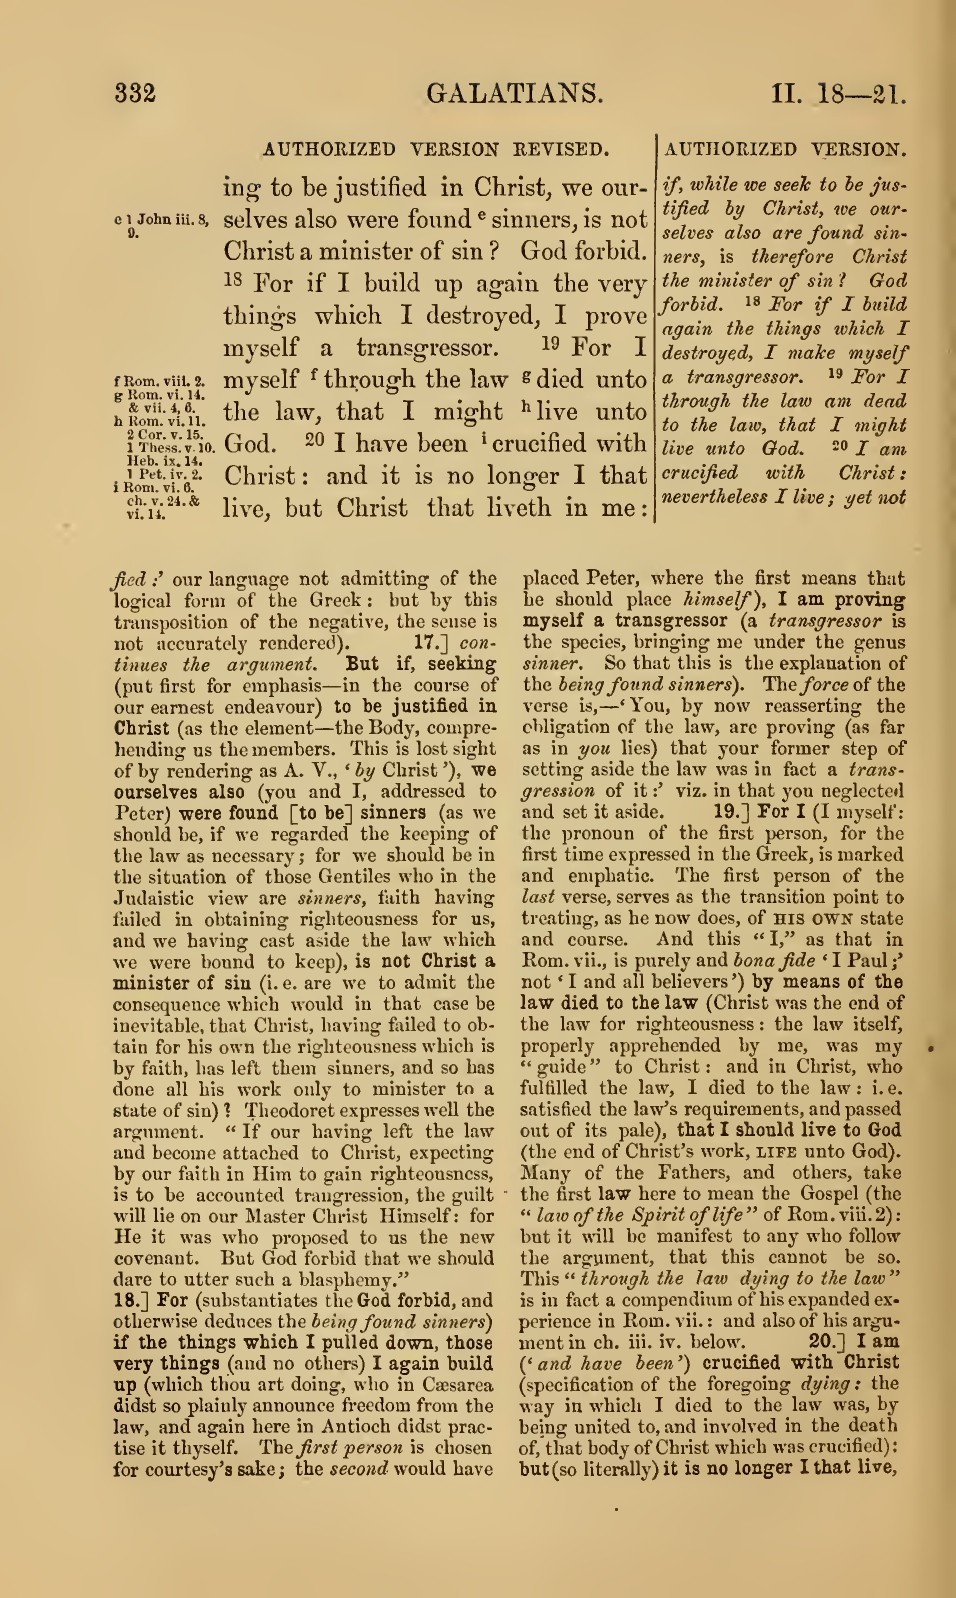 332 GALATIANS. II. 18—21.
AUTHORIZED VERSION REVISED.
ing to be justified in Christ, we our-
selves also were found e sinners, is not
Christ a minister of sin? God forbid.
18 For if I build up again the very
things which I destroyed, I prove
myself a transgressor. 19 For I
myself f through the law g died unto
the law, that I might h live unto
God. 20 I have been i crucified with
Christ: and it is no longer I that
live, but Christ that liveth in me:
e 1 John iii. 8,
9.
f Rom. viii. 2.
g Rom. vi. 14.
& vii. 4, 6.
h Rom. vi. 11.
2 Cor. v. 15.
1 Thess. v. 10.
Heb. ix. 14.
1 Pet. iv. 2.
i Rom. vi. 6.
ch. v. 24. &
vi. 14.
AUTHORIZED VERSION.
if, while we seek to be jus-
tified by Christ, we our-
selves also are found sin-
ners, is therefore Christ
the minister of sin? God
forbid. 18 For if I build
again the things which I
destroyed, I make myself
a transgressor. 19 For I
through the law am dead
to the law, that I might
live unto God. 20 I am
crucified with Christ:
nevertheless I live; yet not
fied:' our language not admitting of the
logical form of the Greek: but by this
transposition of the negative, the sense is
not accurately rendered). 17.] con-
tinues the argument. But if, seeking
(put first for emphasis—in the course of
our earnest endeavour) to be justified in
Christ (as the element—the Body, compre-
hending us the members. This is lost sight
of by rendering as A. V., 'by Christ'), we
ourselves also (you and I, addressed to
Peter) were found [to be] sinners (as we
should be, if we regarded the keeping of
the law as necessary; for we should be in
the situation of those Gentiles who in the
Judaistic view are sinners, faith having
failed in obtaining righteousness for us,
and we having cast aside the law which
we were bound to keep), is not Christ a
minister of sin (i. e. are we to admit the
consequence which would in that case be
inevitable, that Christ, having failed to ob-
tain for his own the righteousness which is
by faith, has left them sinners, and so has
done all his work only to minister to a
state of sin)? Theodoret expresses well the
argument. "If our having left the law
and become attached to Christ, expecting
by our faith in Him to gain righteousness,
is to be accounted trangression, the guilt
will lie on our Master Christ Himself: for
He it was who proposed to us the new
covenant. But God forbid that we should
dare to utter such a blasphemy."
18.] For (substantiates the God forbid, and
otherwise deduces the being found sinners)
if the things which I pulled down, those
very things (and no others) I again build
up (which thou art doing, who in Cæsarea
didst so plainly announce freedom from the
law, and again here in Antioch didst prac-
tise it thyself. The first person is chosen
for courtesy's sake; the second would have
placed Peter, where the first means that
he should place himself), I am proving
myself a transgressor (a transgressor is
the species, bringing me under the genus
sinner. So that this is the explanation of
the being found sinners). The force of the
verse is,—'You, by now reasserting the
obligation of the law, are proving (as far
as in you lies) that your former step of
setting aside the law was in fact a trans-
gression of it:' viz. in that you neglected
and set it aside. 19.] For I (I myself:
the pronoun of the first person, for the
first time expressed in the Greek, is marked
and emphatic. The first person of the
last verse, serves as the transition point to
treating, as he now does, of HIS OWN state
and course. And this "I," as that in
Rom. vii., is purely and bona fide 'I Paul;'
not 'I and all believers') by means of the
law died to the law (Christ was the end of
the law for righteousness: the law itself,
properly apprehended by me, was my
"guide" to Christ: and in Christ, who
fulfilled the law, I died to the law: i. e.
satisfied the law's requirements, and passed
out of its pale), that I should live to God
(the end of Christ's work, LIFE unto God).
Many of the Fathers, and others, take
the first law here to mean the Gospel (the
"law of the Spirit of life" of Rom. viii. 2):
but it will be manifest to any who follow
the argument, that this cannot be so.
This "through the law dying to the law"
is in fact a compendium of his expanded ex-
perience in Rom. vii.: and also of his argu-
ment in ch. iii. iv. below. 20.] I am
('and have been') crucified with Christ
(specification of the foregoing dying: the
way in which I died to the law was, by
being united to, and involved in the death
of, that body of Christ which was crucified):
but (so literally) it is no longer I that live,